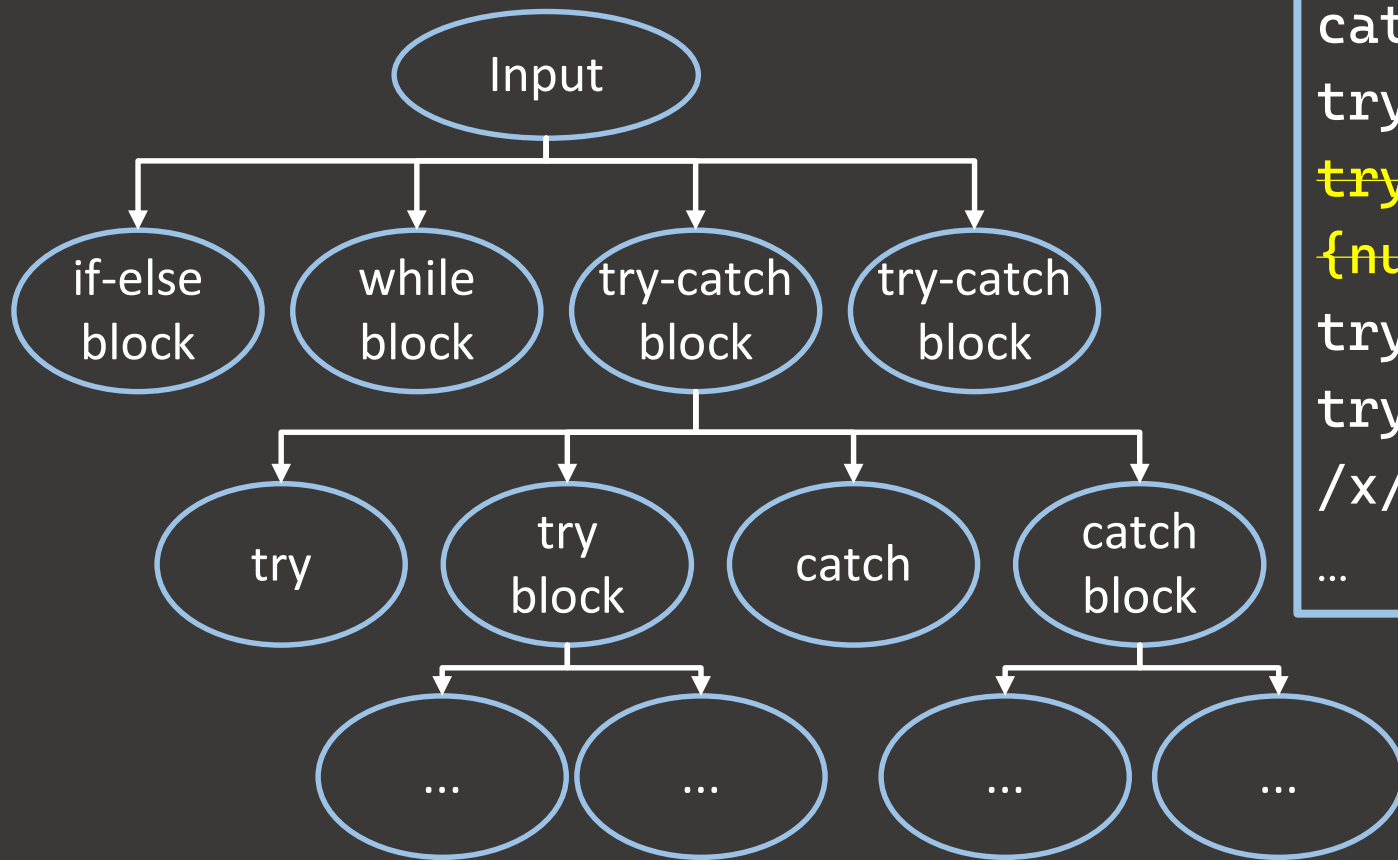 Input
if-else
block
while
block
try-catch
block
try-catch
block
try
try
block
catch
catch
block
...
...
...
...
cat
try
try
{nu
try
try
/x/
...